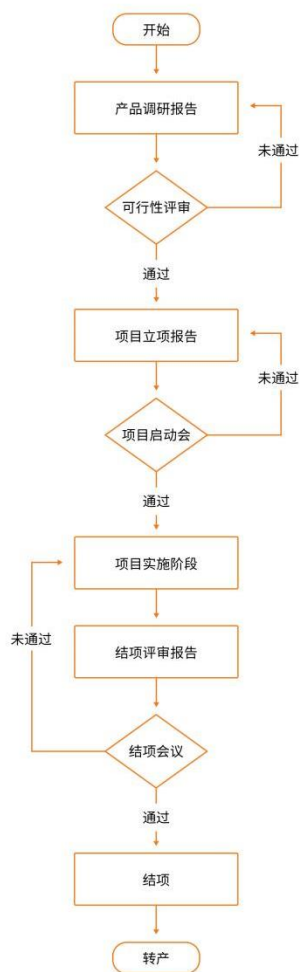 开始
产品调研报告
未通过
可行性评审
通过
项目立项报告
未通过
项目启动会
通过
项目实施阶段
未通过
结项评审报告
结项会议
通过
结项
转产